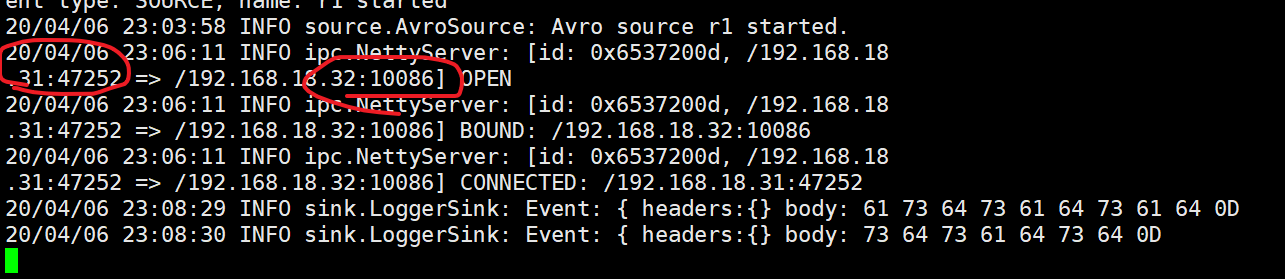 ent type: SOURCE, name: r1 started
20/04/06 23:03:58 INFO source.AvroSource: Avro source r1 started.
20/04/06 23:06:11 INFO ipc.NettyServer: [id: 0x6537200d, /192.168.18
.31:47252 => /192.168.18.32:10086] OPEN
20/04/06 23:06:11 INFO ipc.NettyServer: [id: 0x6537200d, /192.168.18
.31:47252 => /192.168.18.32:10086] BOUND: /192.168.18.32:10086
20/04/06 23:06:11 INFO ipc.NettyServer: [id: 0x6537200d, /192.168.18
.31:47252 => /192.168.18.32:10086] CONNECTED: /192.168.18.31:47252
20/04/06 23:08:29 INFO sink.LoggerSink: Event: { headers:{} body: 61 73 64 73 61 64 73 61 64 0D
20/04/06 23:08:30 INFO sink.LoggerSink: Event: { headers:{} body: 73 64 73 61 64 73 64 0D